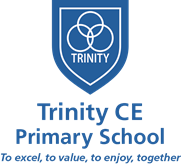 TRINITY
Trinity CE
Primary School
To excel, to value, to enjoy, together